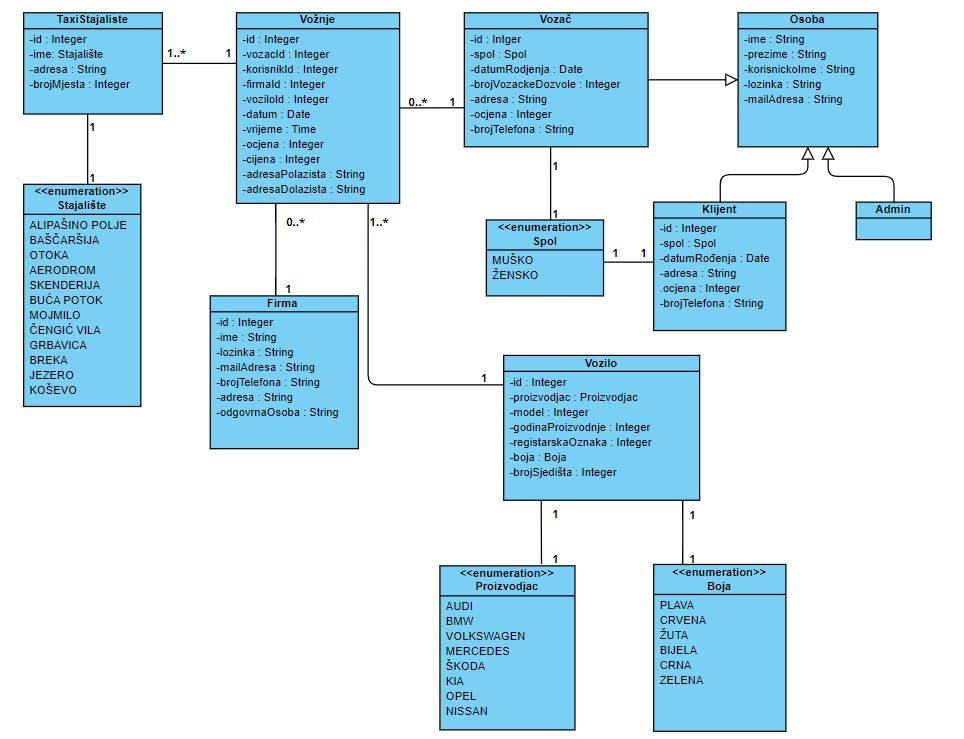 TaxiStajaliste
-id : Integer
-ime: Stajalište
-adresa : String
-brojMjesta : Integer
1..*
1
Vožnje
-id : Integer
-vozacId : Integer
-korisnikId : Integer
-firmaId : Integer
-voziloId : Integer
-datum : Date
-vrijeme : Time
-ocjena : Integer
-cijena : Integer
-adresaPolazista : String
-adresaDolazista : String
0..*
1
Vozač
-id : Intger
-spol : Spol
-datumRodjenja : Date
-brojVozackeDozvole : Integer
-adresa : String
-ocjena : Integer
-brojTelefona : String
Osoba
-ime : String
-prezime : String
-korisnickoIme : String
-lozinka : String
-mailAdresa : String
1
1
<<enumeration>>
Stajalište
ALIPAŠINO POLJE
BAŠČARŠIJA
OTOKA
AERODROM
SKENDERIJA
BUĆA POTOK
MOJMILO
ČENGIĆ VILA
GRBAVICA
BREKA
JEZERO
KOŠEVO
0..*
1
1..*
1
1
1
<<enumeration>>
Spol
MUŠKO
ŽENSKO
1
1
Klijent
-id : Integer
-spol : Spol
-datumRođenja : Date
-adresa : String
.ocjena : Integer
-brojTelefona : String
Admin
Firma
-id : Integer
-ime : String
-lozinka : String
-mailAdresa : String
-brojTelefona : String
-adresa : String
-odgovrnaOsoba : String
Vozilo
-id : Integer
-proizvodjac : Proizvodjac
-model : Integer
-godinaProizvodnje : Integer
-registarskaOznaka : Integer
-boja : Boja
-brojSjedišta : Integer
1
1
1
1
<<enumeration>>
Proizvodjac
AUDI
BMW
VOLKSWAGEN
MERCEDES
ŠKODA
KIA
OPEL
NISSAN
<<enumeration>>
Boja
PLAVA
CRVENA
ŽUTA
BIJELA
CRNA
ZELENA